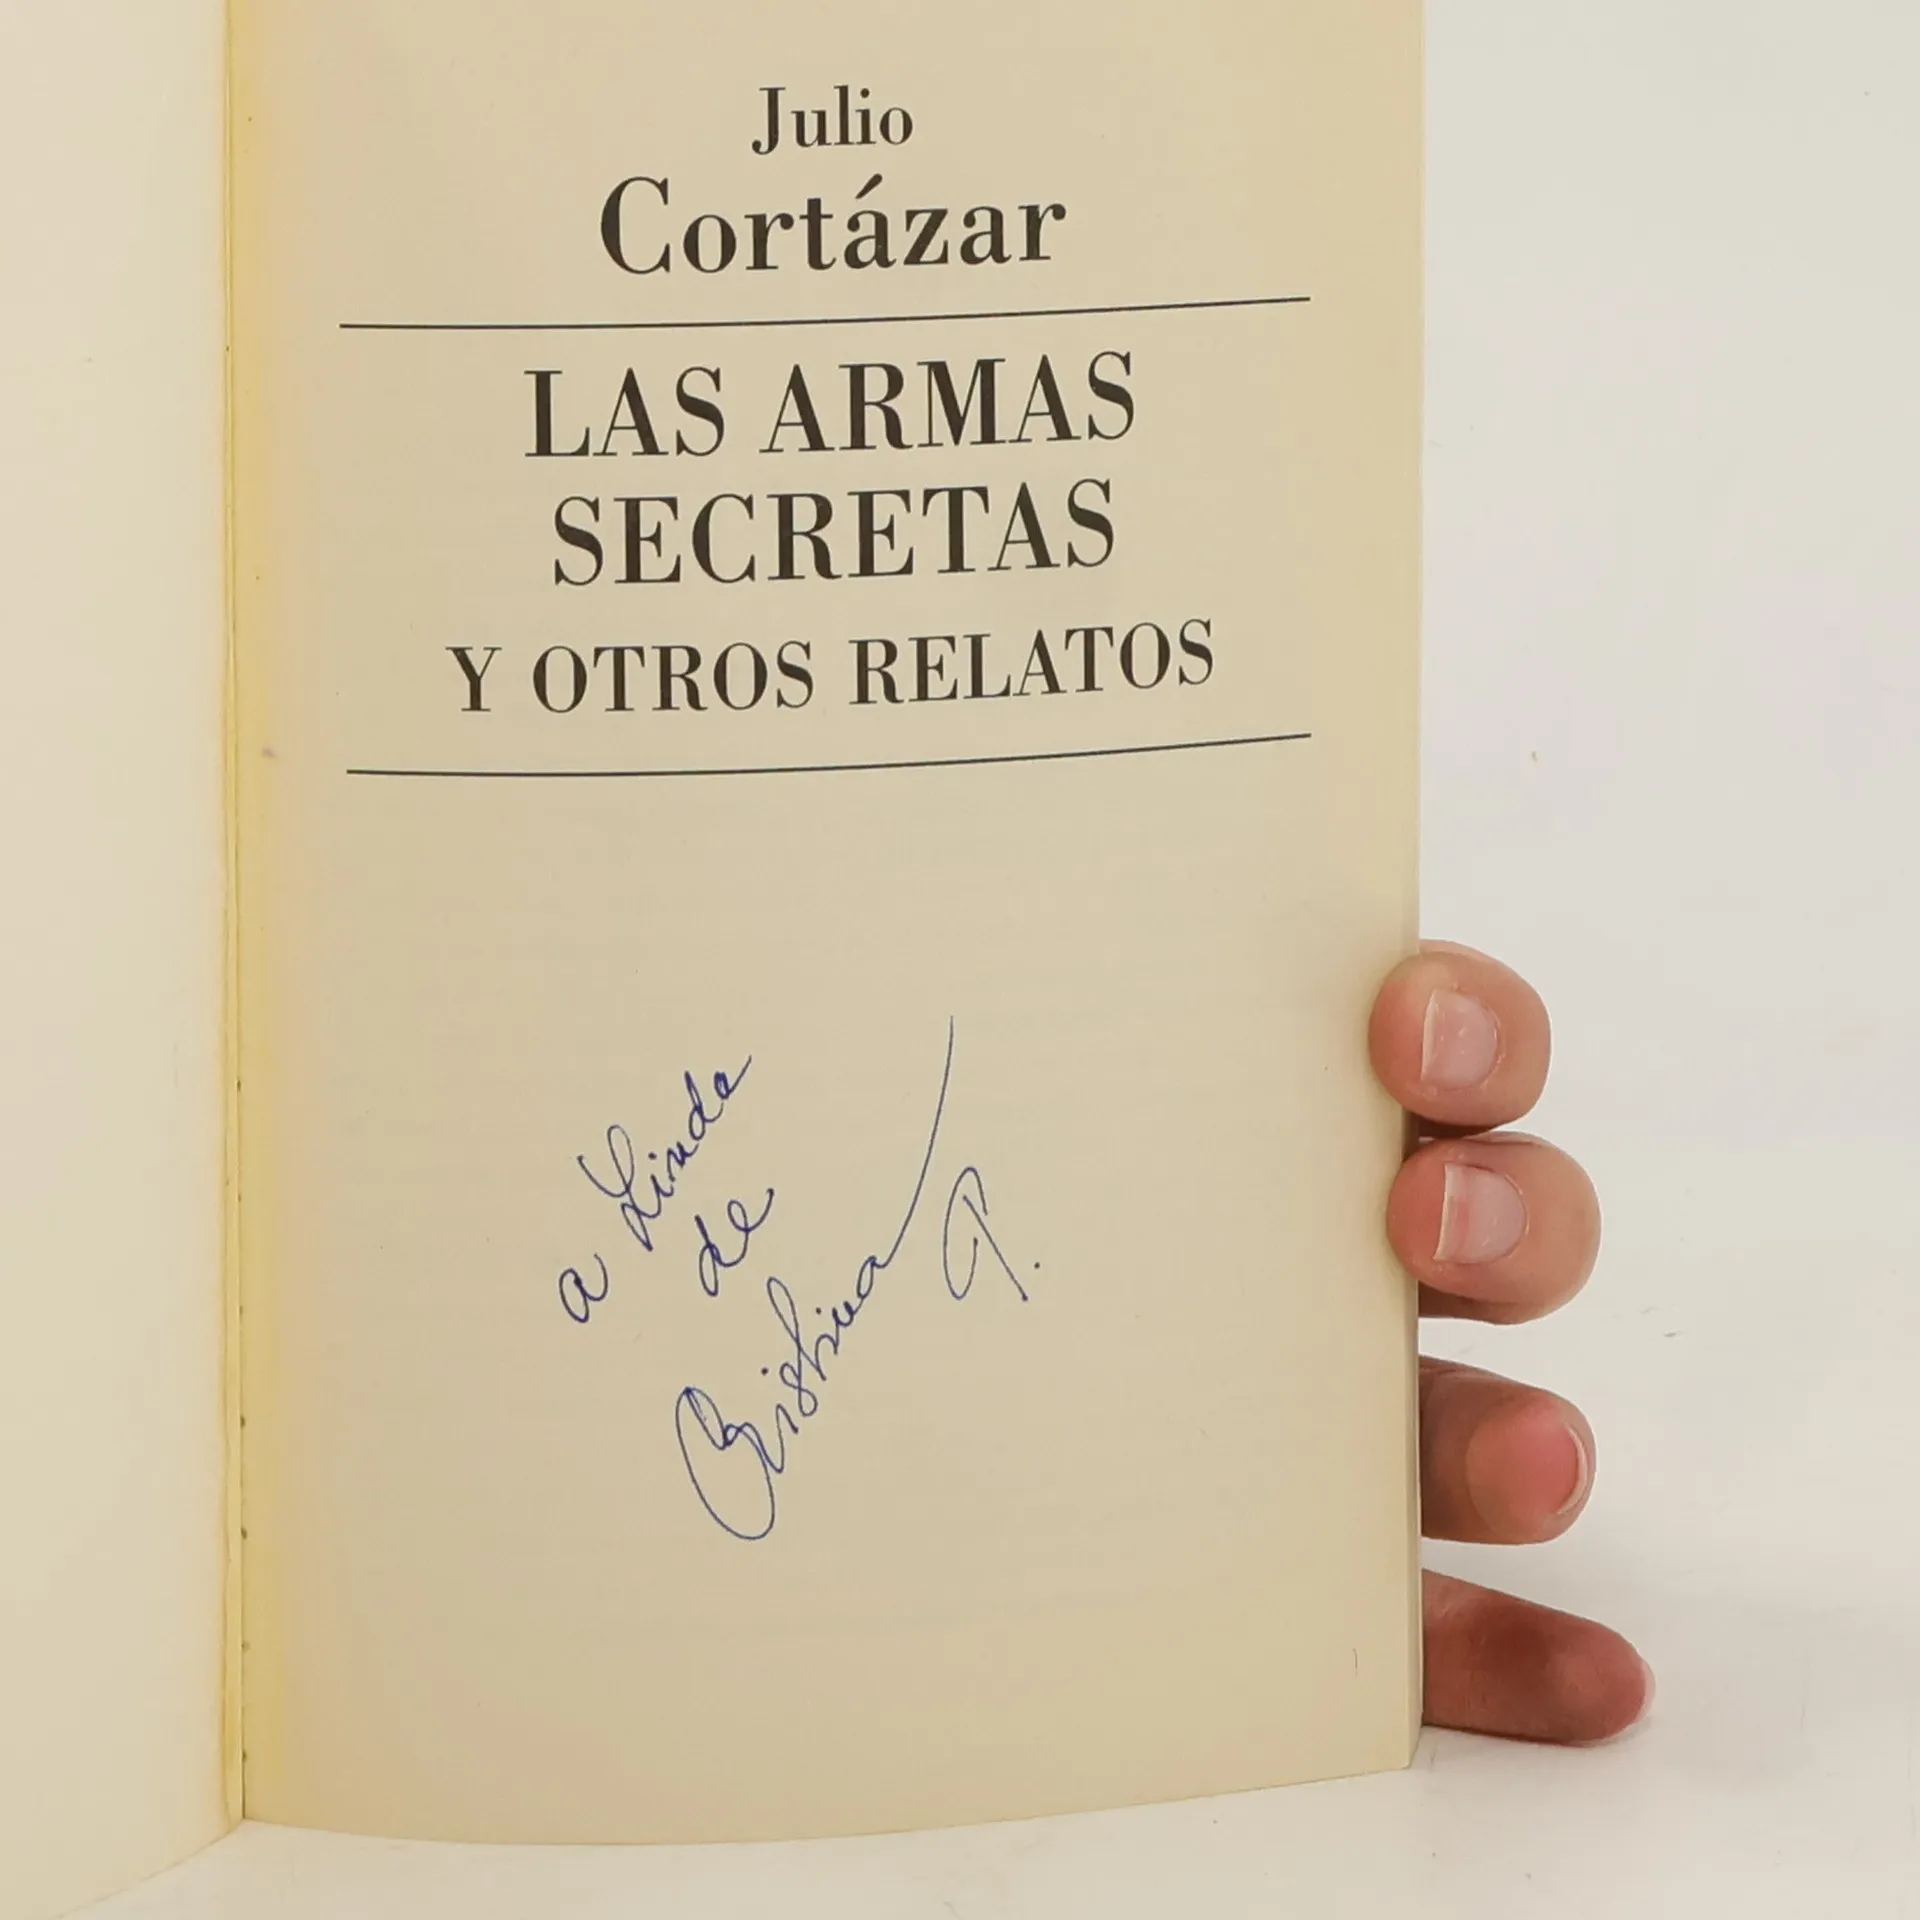 Julio
Cortázar
LAS ARMAS
SECRETAS
Y OTROS RELATOS
a Linda
de
Cristina P.